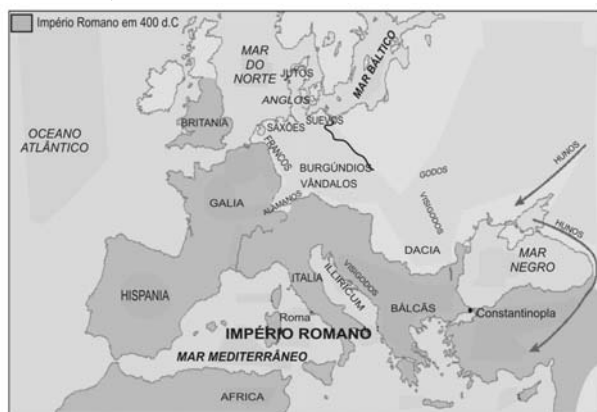 Império Romano em 400 d.C
MAR
DO
NORTE
MAR BÁLTICO
JUTOS
ANGLOS
SUEVOS
SAXÕES
BRITANIA
OCEANO
ATLÂNTICO
FRANCOS
BURGÚNDIOS
VÂNDALOS
GODOS
HUNOS
VISIGODOS
HUNOS
GALIA
ALAMANOS
DACIA
MAR
NEGRO
ITALIA
ILLIRICUM
VISIGODOS
HISPANIA
BÁLCÃS
Roma
Constantinopla
IMPÉRIO ROMANO
MAR MEDITERRÂNEO
AFRICA